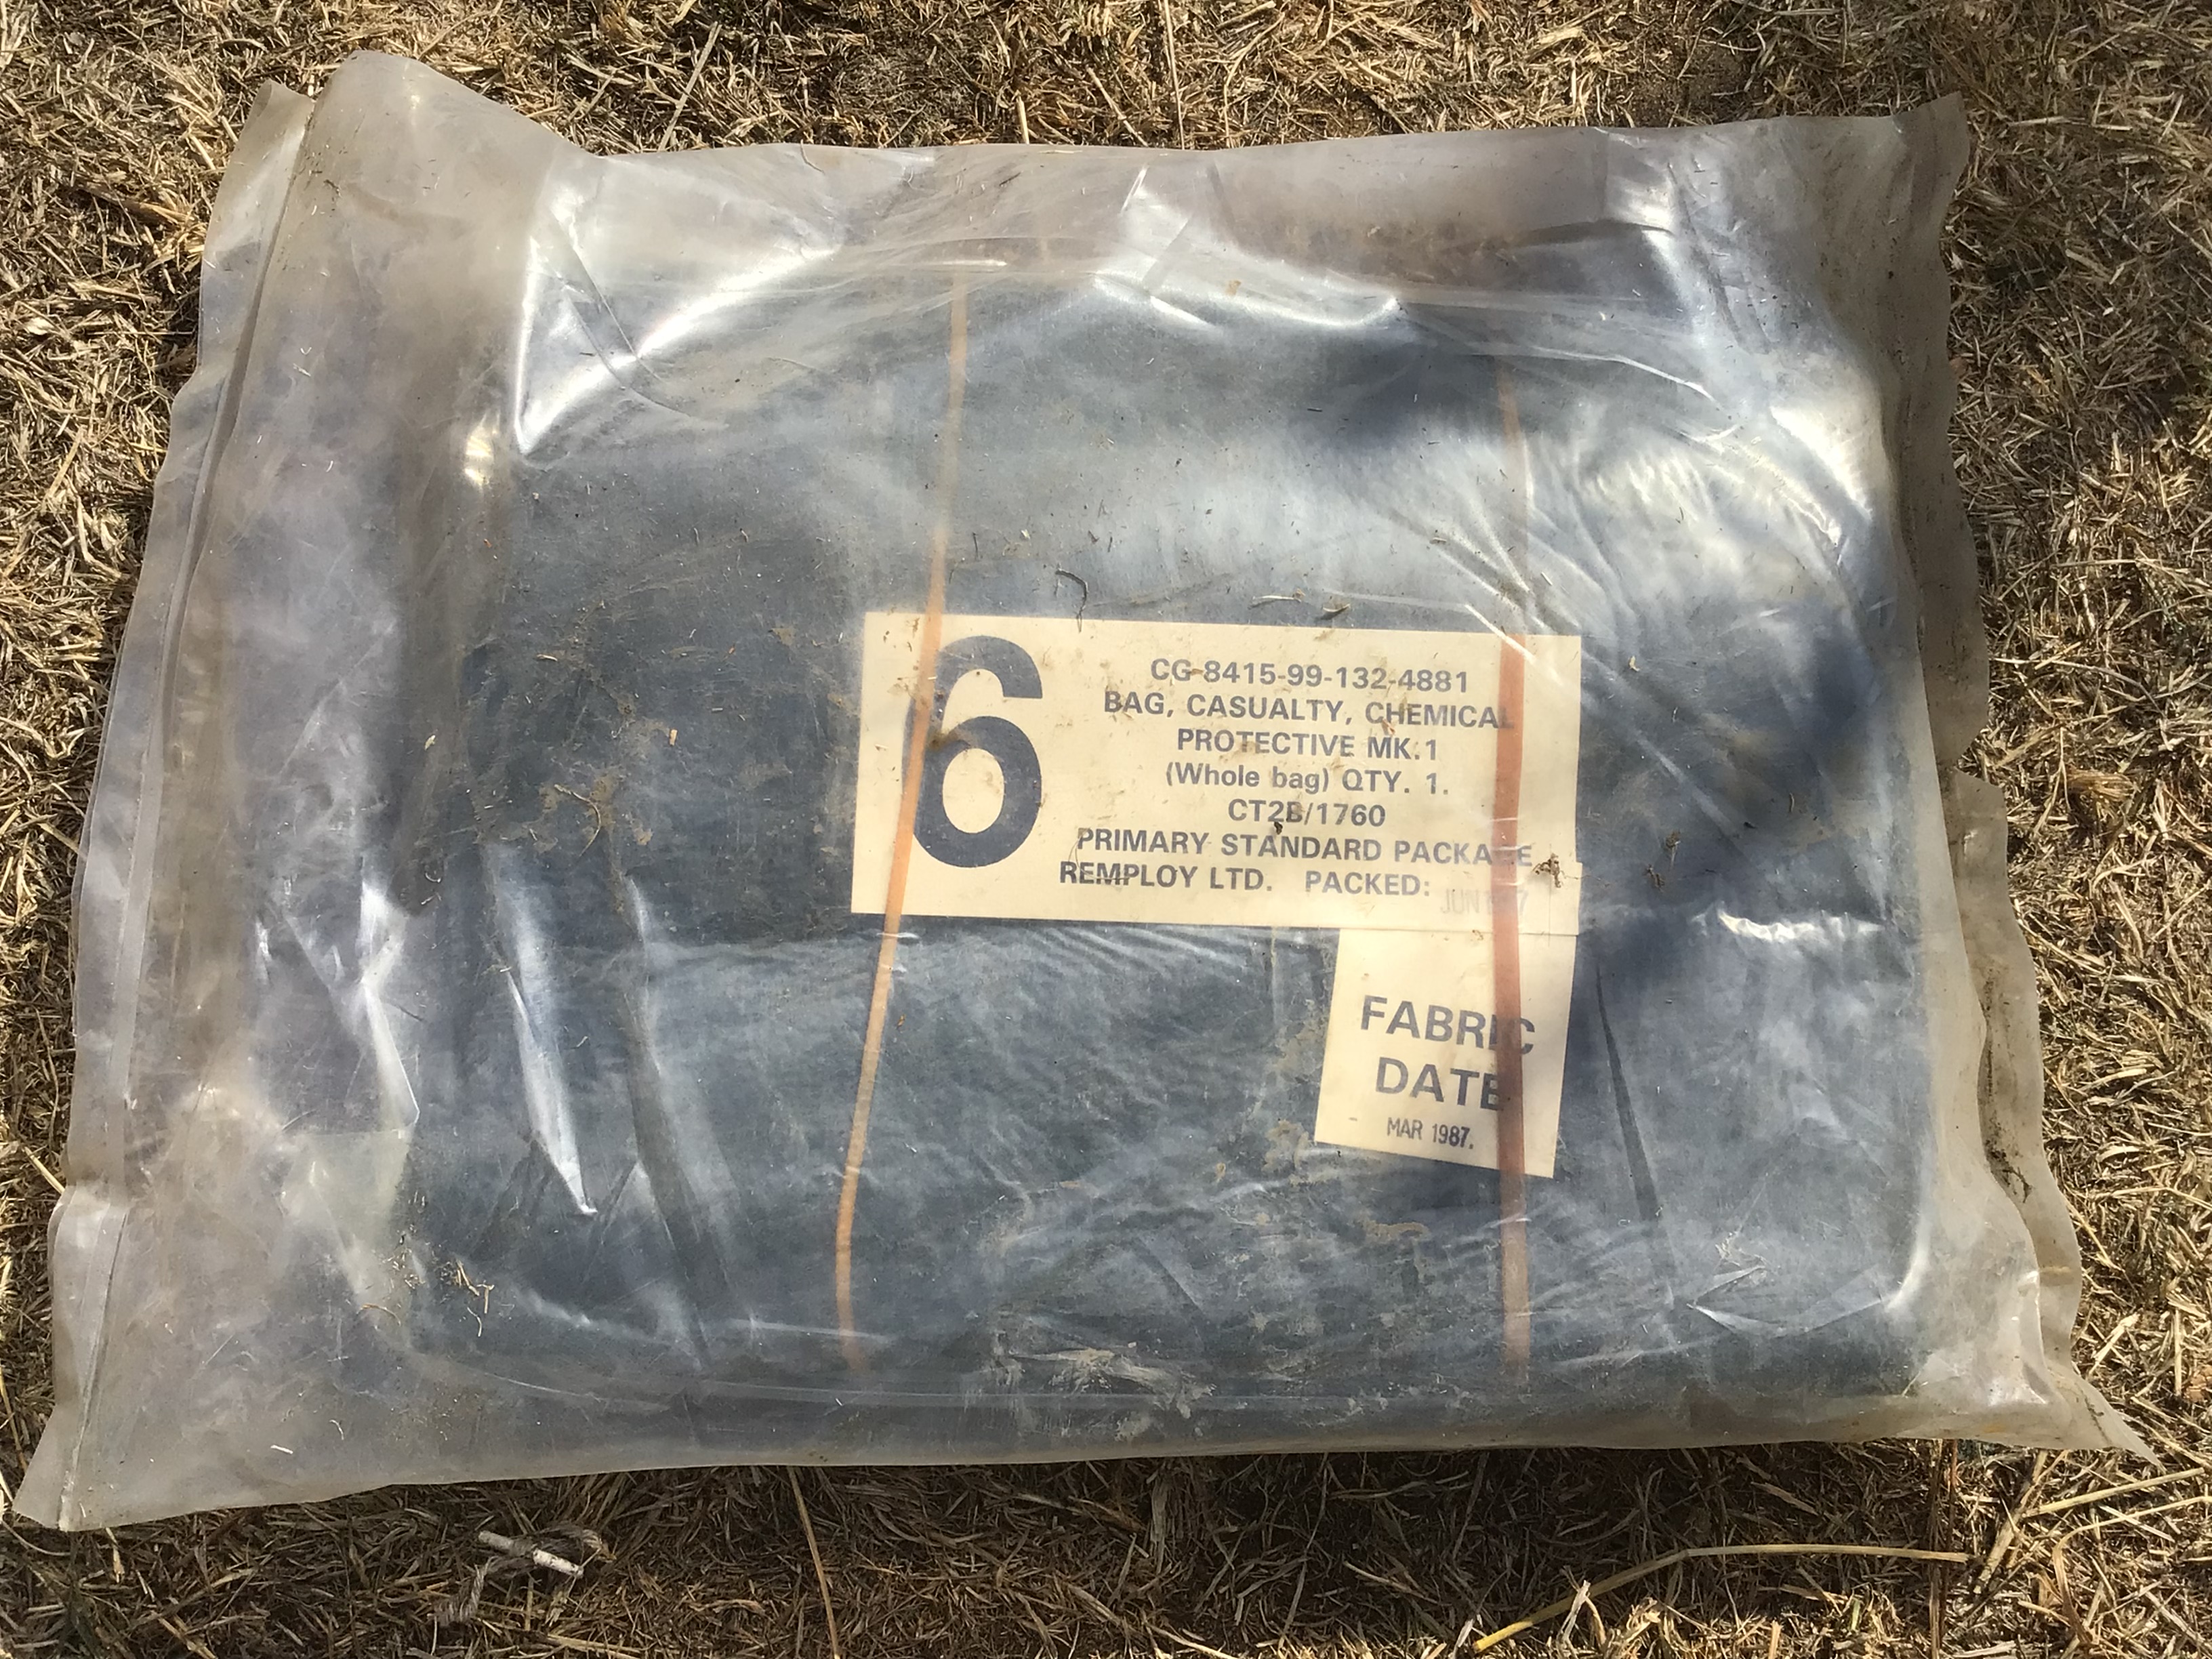 6
CG-8415-99-132-4881
BAG, CASUALTY, CHEMICAL
PROTECTIVE MK.1
(Whole bag) QTY. 1.
CT2B/1760
PRIMARY STANDARD PACKAGE
REMPLOY LTD. PACKED: JUN
FABRIC
DATE
MAR 1987.